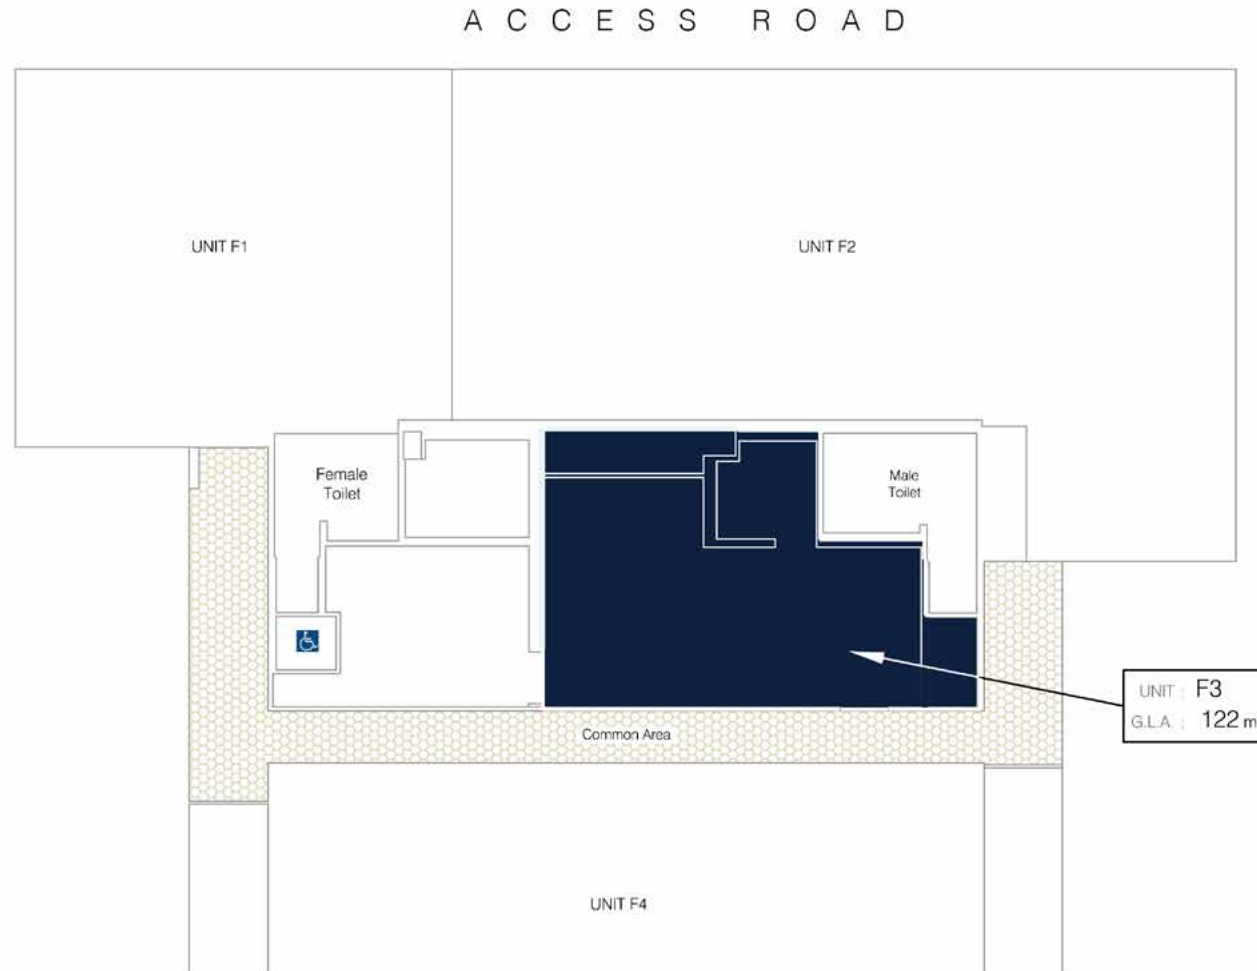 ACCESS ROAD
UNIT F1
UNIT F2
Female
Toilet
Male
Toilet
UNIT : F3
G.L.A. : 122 m
Common Area
UNIT F4